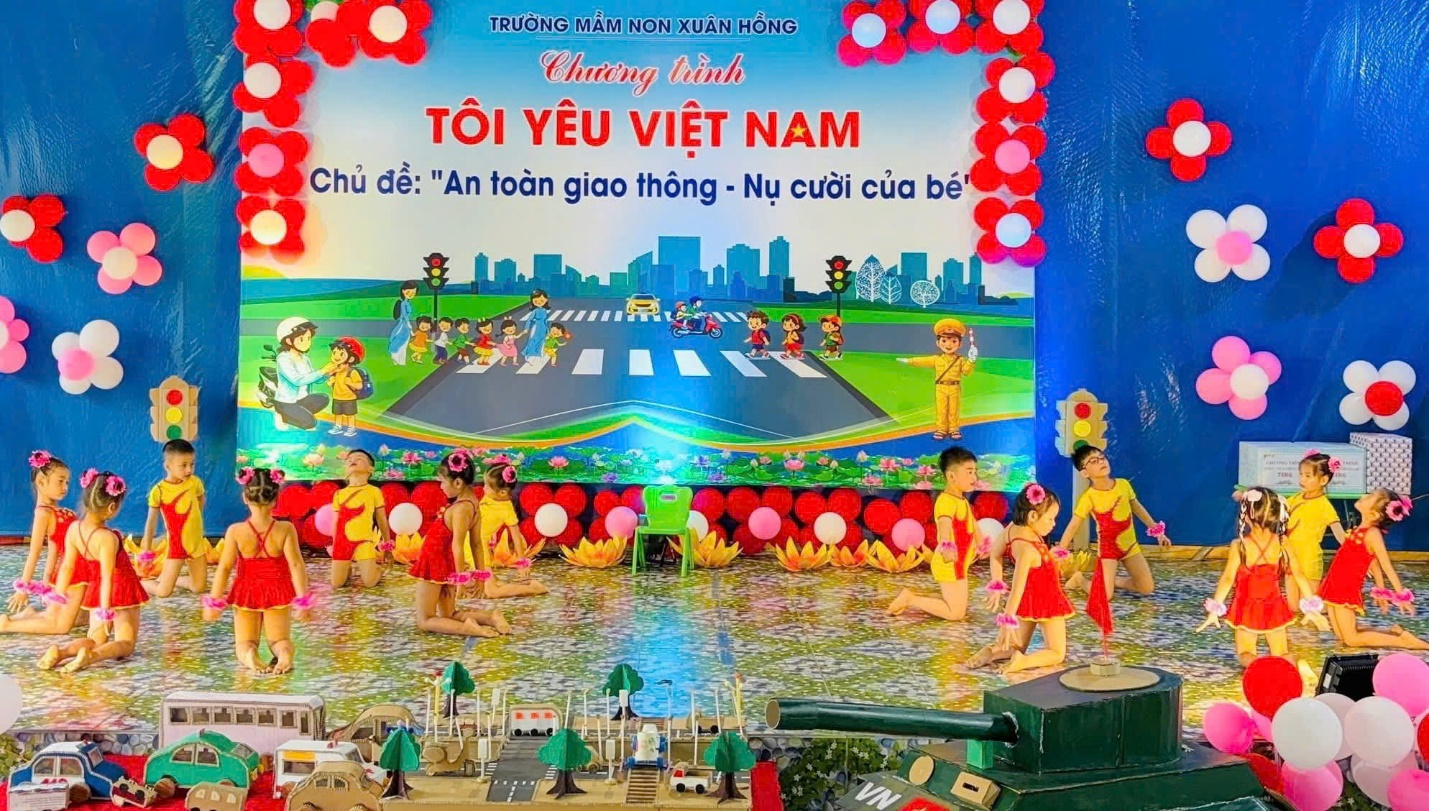 TRƯỜNG MẦM NON XUÂN HỒNG
Chương trình
TÔI YÊU VIỆT NAM
Chủ đề: "An toàn giao thông - Nụ cười của bé"
VN